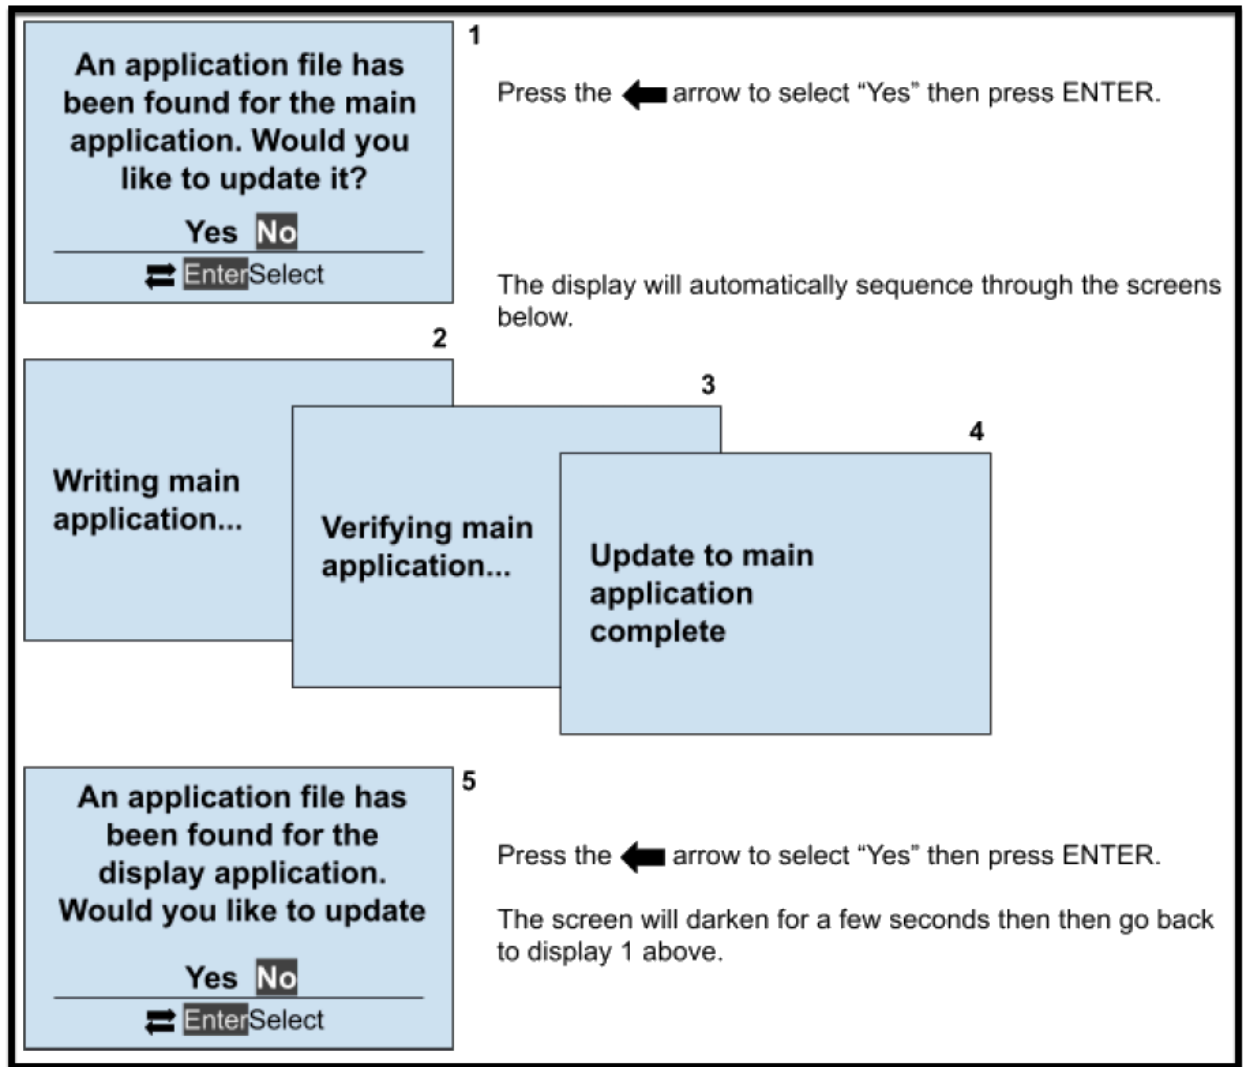 1
An application file has
been found for the main
application. Would you
like to update it?
Yes No
EnterSelect
Press the arrow to select “Yes” then press ENTER.
The display will automatically sequence through the screens
below.
2
Writing main
application...
3
Verifying main
application...
4
Update to main
application
complete
5
An application file has
been found for the
display application.
Would you like to update
Yes No
EnterSelect
Press the arrow to select “Yes” then press ENTER.
The screen will darken for a few seconds then then go back
to display 1 above.